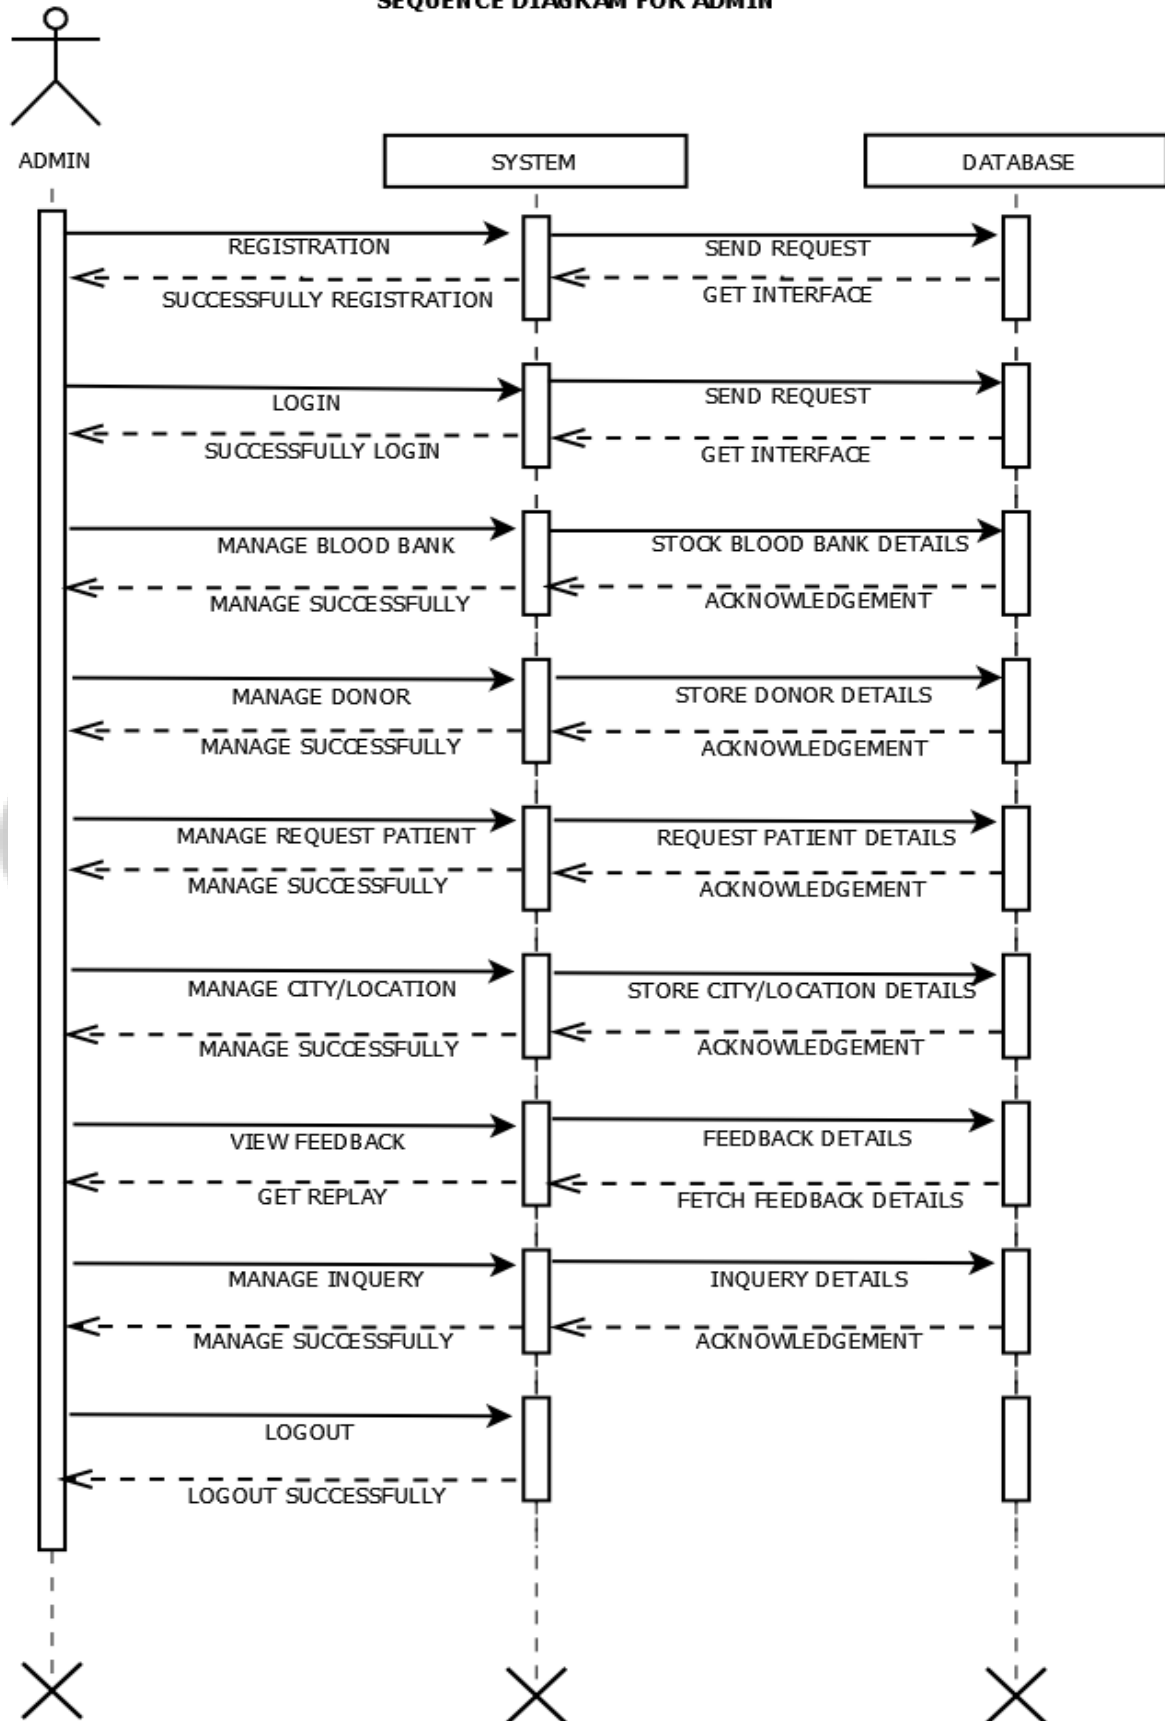 SEQUENCE DIAGRAM FOR ADMIN
ADMIN
SYSTEM
DATABASE
REGISTRATION
SEND REQUEST
SUCCESSFULLY REGISTRATION
GET INTERFACE
LOGIN
SEND REQUEST
SUCCESSFULLY LOGIN
GET INTERFACE
MANAGE BLOOD BANK
STOCK BLOOD BANK DETAILS
MANAGE SUCCESSFULLY
ACKNOWLEDGEMENT
MANAGE DONOR
STORE DONOR DETAILS
MANAGE SUCCESSFULLY
ACKNOWLEDGEMENT
MANAGE REQUEST PATIENT
REQUEST PATIENT DETAILS
MANAGE SUCCESSFULLY
ACKNOWLEDGEMENT
MANAGE CITY/LOCATION
STORE CITY/LOCATION DETAILS
MANAGE SUCCESSFULLY
ACKNOWLEDGEMENT
VIEW FEEDBACK
FEEDBACK DETAILS
GET REPLAY
FETCH FEEDBACK DETAILS
MANAGE INQUERY
INQUERY DETAILS
MANAGE SUCCESSFULLY
ACKNOWLEDGEMENT
LOGOUT
LOGOUT SUCCESSFULLY